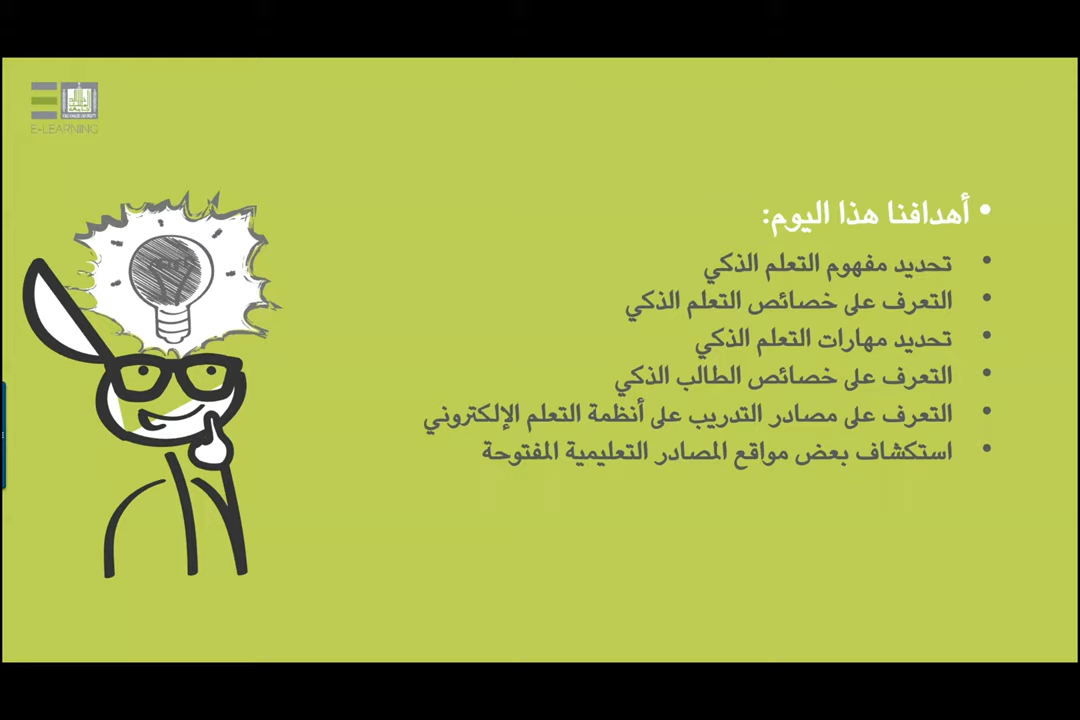 E-LEARNING
• أهدافنا هذا اليوم:
• تحديد مفهوم التعلم الذكي
• التعرف على خصائص التعلم الذكي
• تحديد مهارات التعلم الذكي
• التعرف على خصائص الطالب الذكي
• التعرف على مصادر التدريب على أنظمة التعلم الإلكتروني
• استكشاف بعض مواقع المصادر التعليمية المفتوحة